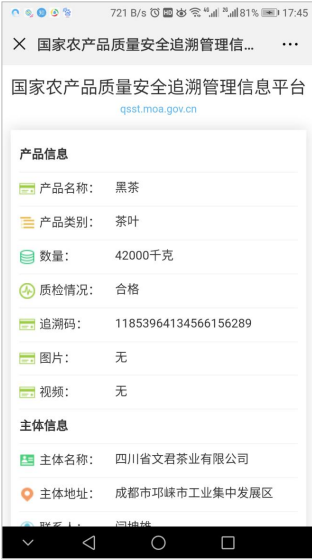 721 B/s 81% 17:45
国家农产品质量安全追溯管理信...
国家农产品质量安全追溯管理信息平台
qsst.moa.gov.cn
产品信息
产品名称： 黑茶
产品类别： 茶叶
数量： 42000千克
质检情况： 合格
追溯码： 11853964134566156289
图片： 无
视频： 无
主体信息
主体名称： 四川省文君茶业有限公司
主体地址： 成都市邛崃市工业集中发展区